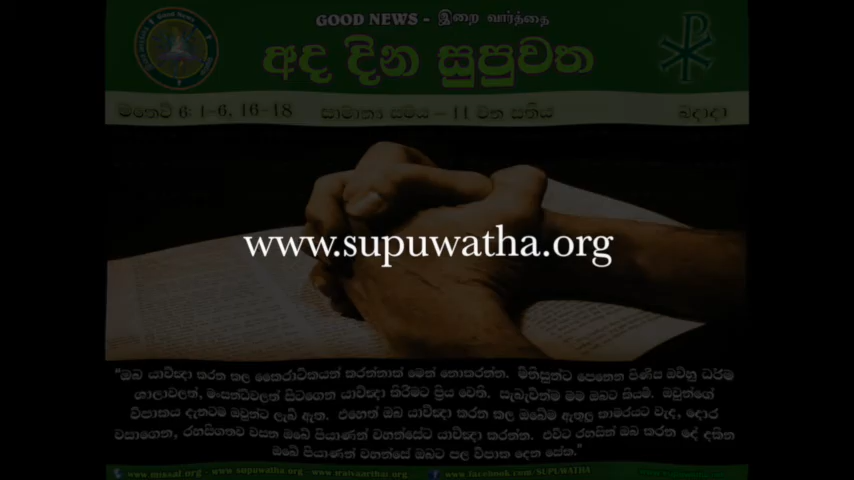 GOOD NEWS - இறை வார்த்தை
අද දින සුපුවත
මතෙව් 6: 1-6, 16-18 සාමාන්‍ය සමය - 11 වන සතිය බදාදා
www.supuwatha.org
"ඔබ යාච්ඤා කරන කල කෛරාටිකයන් කරන්නාක් මෙන් නොකරන්න. මිනිසුන්ට පෙනෙන පිණිස ඔව්හු ධර්ම
ශාලාවලත්, මංසන්ධිවලත් සිටගෙන යාච්ඤා කිරීමට ප්‍රිය වෙති. සැබැවින්ම මම ඔබට කියමි. ඔවුන්ගේ
විපාකය දැනටම ඔවුන්ට ලැබී ඇත. එහෙත් ඔබ යාච්ඤා කරන කල ඔබේම ඇතුලු කාමරයට වැද, දොර
වසාගෙන, රහසිගතව වසන ඔබේ පියාණන් වහන්සේට යාච්ඤා කරන්න. එවිට රහසින් ඔබ කරන දේ දකින
ඔබේ පියාණන් වහන්සේ ඔබට පල විපාක දෙන සේක."
www.missal.org - www.supuwatha.org - www.iraivaarthai.org www.facebook.com/SUPUWATHA